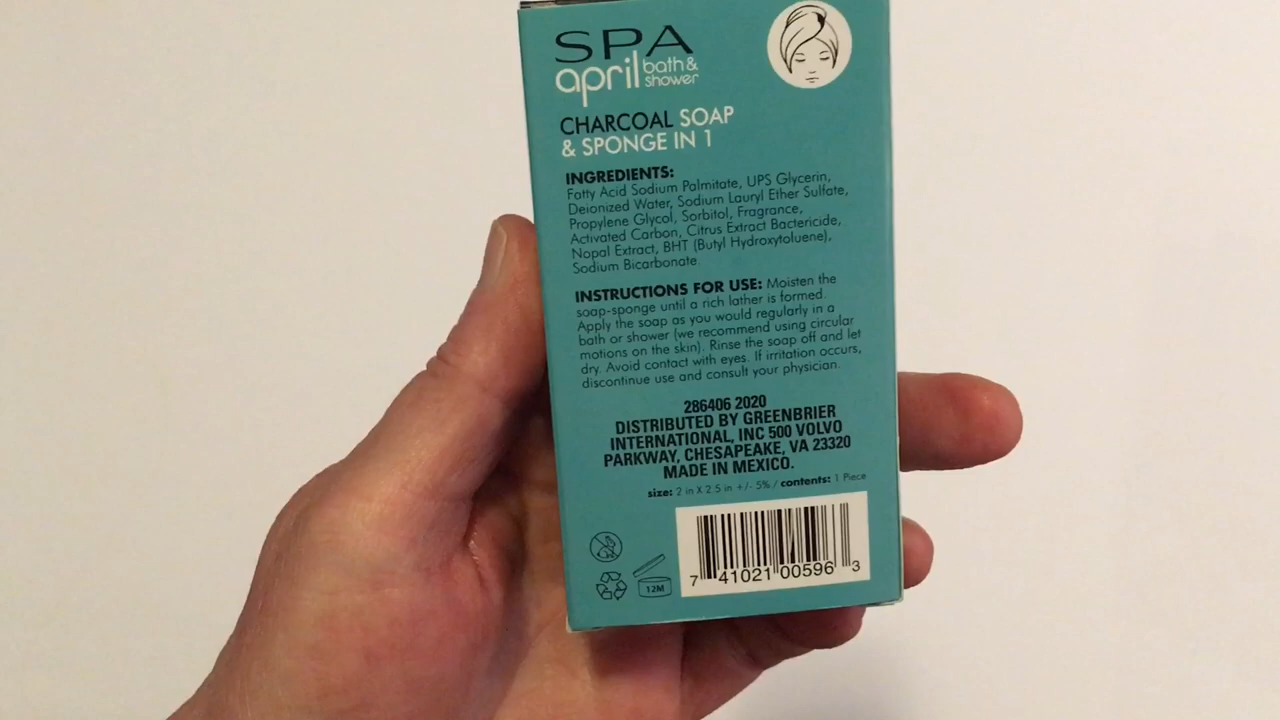 SPA
april bath & shower
CHARCOAL SOAP
& SPONGE IN 1
INGREDIENTS:
Fatty Acid Sodium Palmitate, UPS Glycerin,
Deionized Water, Sodium Lauryl Ether Sulfate,
Propylene Glycol, Sorbitol, Fragrance,
Activated Carbon, Citrus Extract Bactericide,
Nopal Extract, BHT (Butyl Hydroxytoluene),
Sodium Bicarbonate
INSTRUCTIONS FOR USE: Moisten the
soap-sponge until a rich lather is formed.
Apply the soap as you would regularly in a
bath or shower (we recommend using circular
motions on the skin). Rinse the soap off and let
dry. Avoid contact with eyes. If irritation occurs,
discontinue use and consult your physician.
286406 2020
DISTRIBUTED BY GREENBRIER
INTERNATIONAL, INC 500 VOLVO
PARKWAY, CHESAPEAKE, VA 23320
MADE IN MEXICO.
size: 2 in X 2.5 in +/- 5% / contents: 1 Piece
12M
7 41021 00596 3